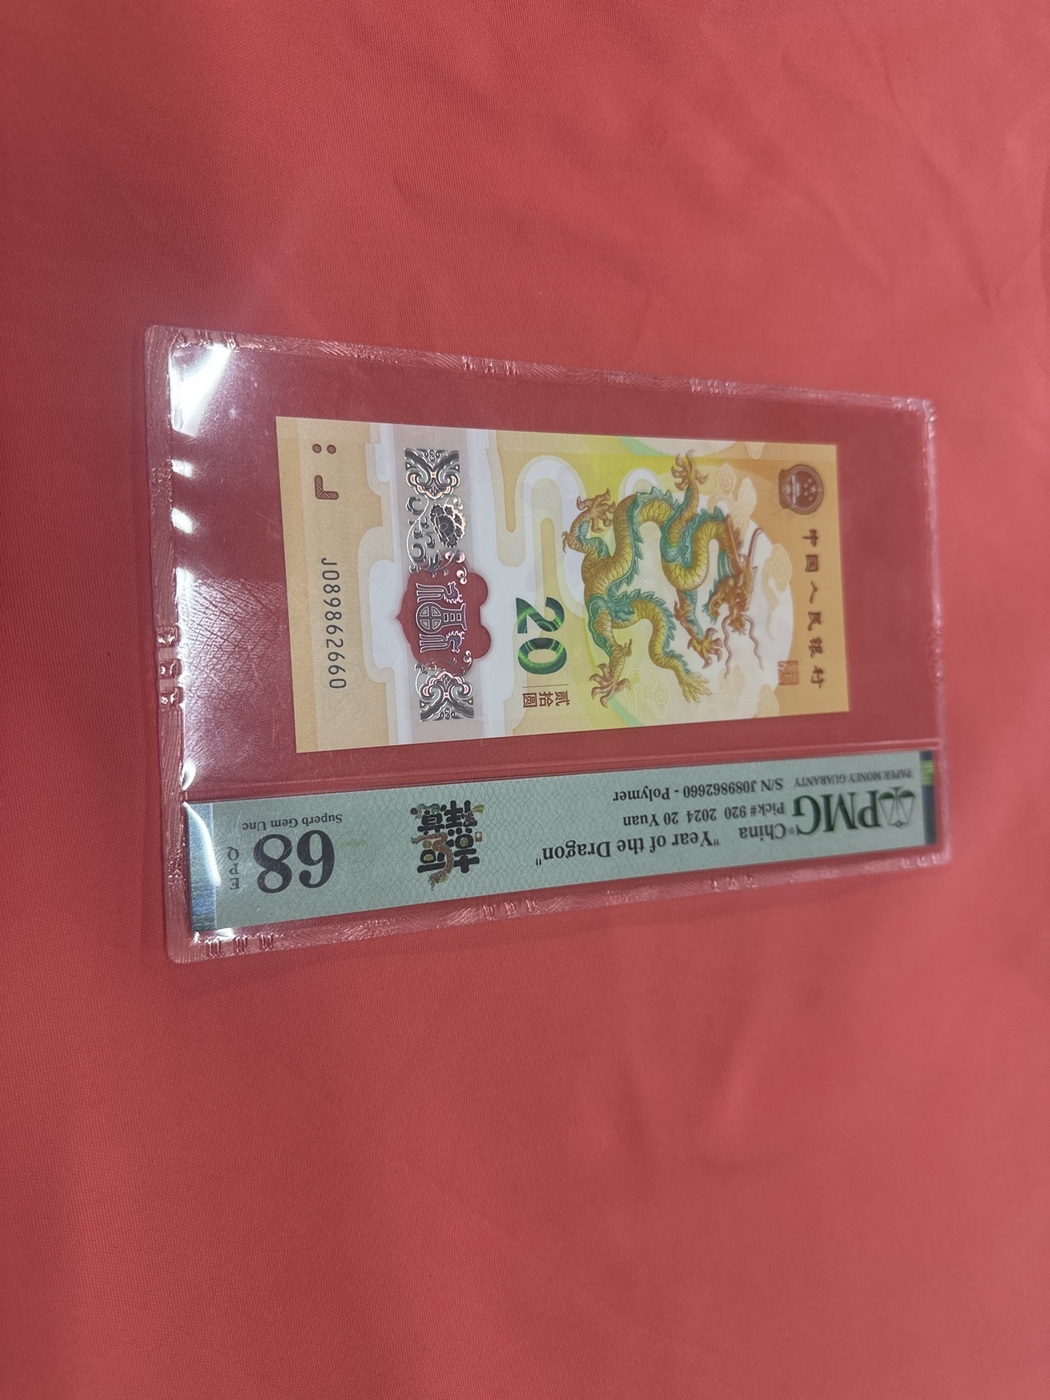 PMG
PAPER MONEY GUARANTY
China
Pick# 920 2024 20 Yuan
S/N J089862660 - Polymer
"Year of the Dragon"
68
Superb Gem Unc
EPQ
中国人民银行
20
贰拾圆
J089862660